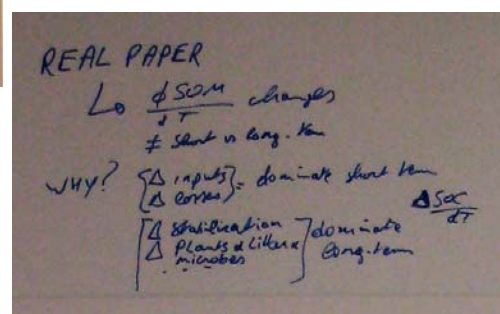 REAL PAPER
↳ ∮SOM/dT changes
≠ short vs long-term
WHY? {Δ inputs
Δ losses} = dominate short term
ΔSOC/dT
[Δ Stabilization
Δ Plants & litter &
microbes] dominate
long-term